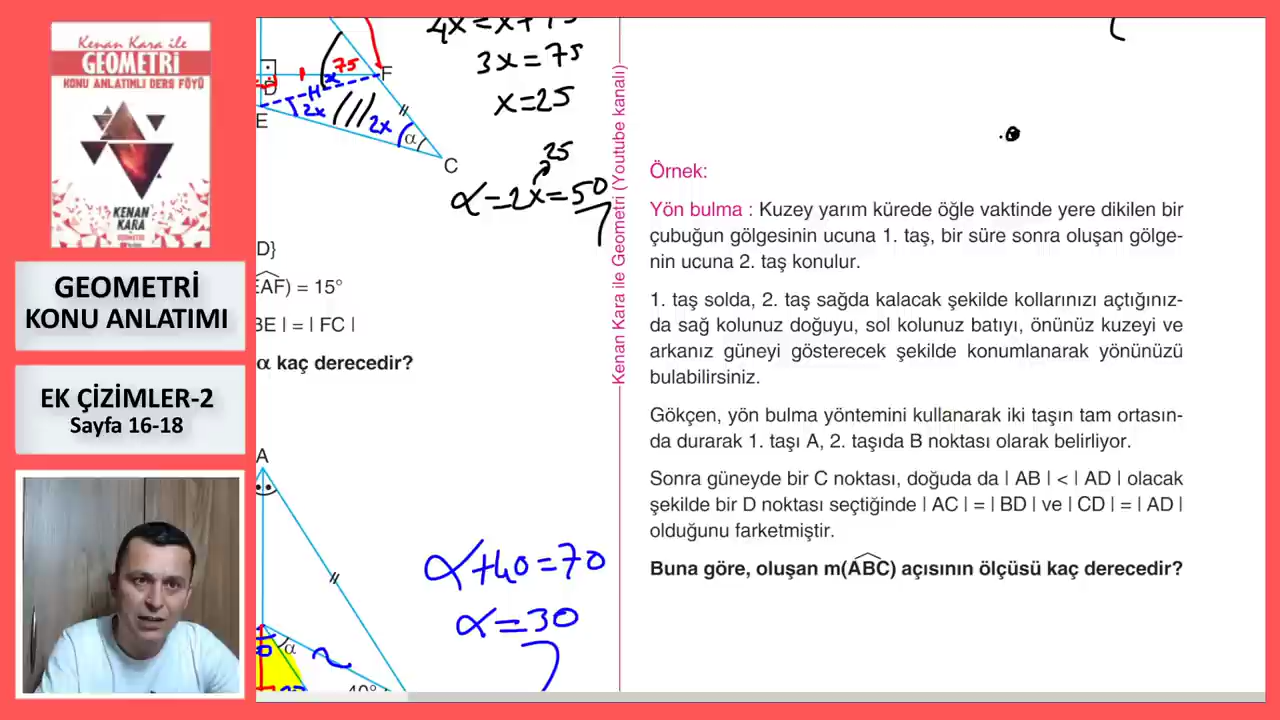 Kenan Kara ile
GEOMETRİ
KONU ANLATIMLI DERS FÖYÜ
KENAN
KARA
GEOMETRİ
KONU ANLATIMI
EK ÇİZİMLER-2
Sayfa 16-18
4x=x+75
3x=75
x=25
75
F
D
x
H
2x
2x
E
α
C
25
α=2x=50
D}
EAF) = 15°
BE | = | FC |
α kaç derecedir?
A
α+40=70
α=30
α
40°
Kenan Kara ile Geometri (Youtube kanalı)
Örnek:
Yön bulma : Kuzey yarım kürede öğle vaktinde yere dikilen bir
çubuğun gölgesinin ucuna 1. taş, bir süre sonra oluşan gölge-
nin ucuna 2. taş konulur.
1. taş solda, 2. taş sağda kalacak şekilde kollarınızı açtığınız-
da sağ kolunuz doğuyu, sol kolunuz batıyı, önünüz kuzeyi ve
arkanız güneyi gösterecek şekilde konumlanarak yönünüzü
bulabilirsiniz.
Gökçen, yön bulma yöntemini kullanarak iki taşın tam ortasın-
da durarak 1. taşı A, 2. taşıda B noktası olarak belirliyor.
Sonra güneyde bir C noktası, doğuda da | AB | < | AD | olacak
şekilde bir D noktası seçtiğinde | AC | = | BD | ve | CD | = | AD |
olduğunu farketmiştir.
Buna göre, oluşan m(ABC) açısının ölçüsü kaç derecedir?